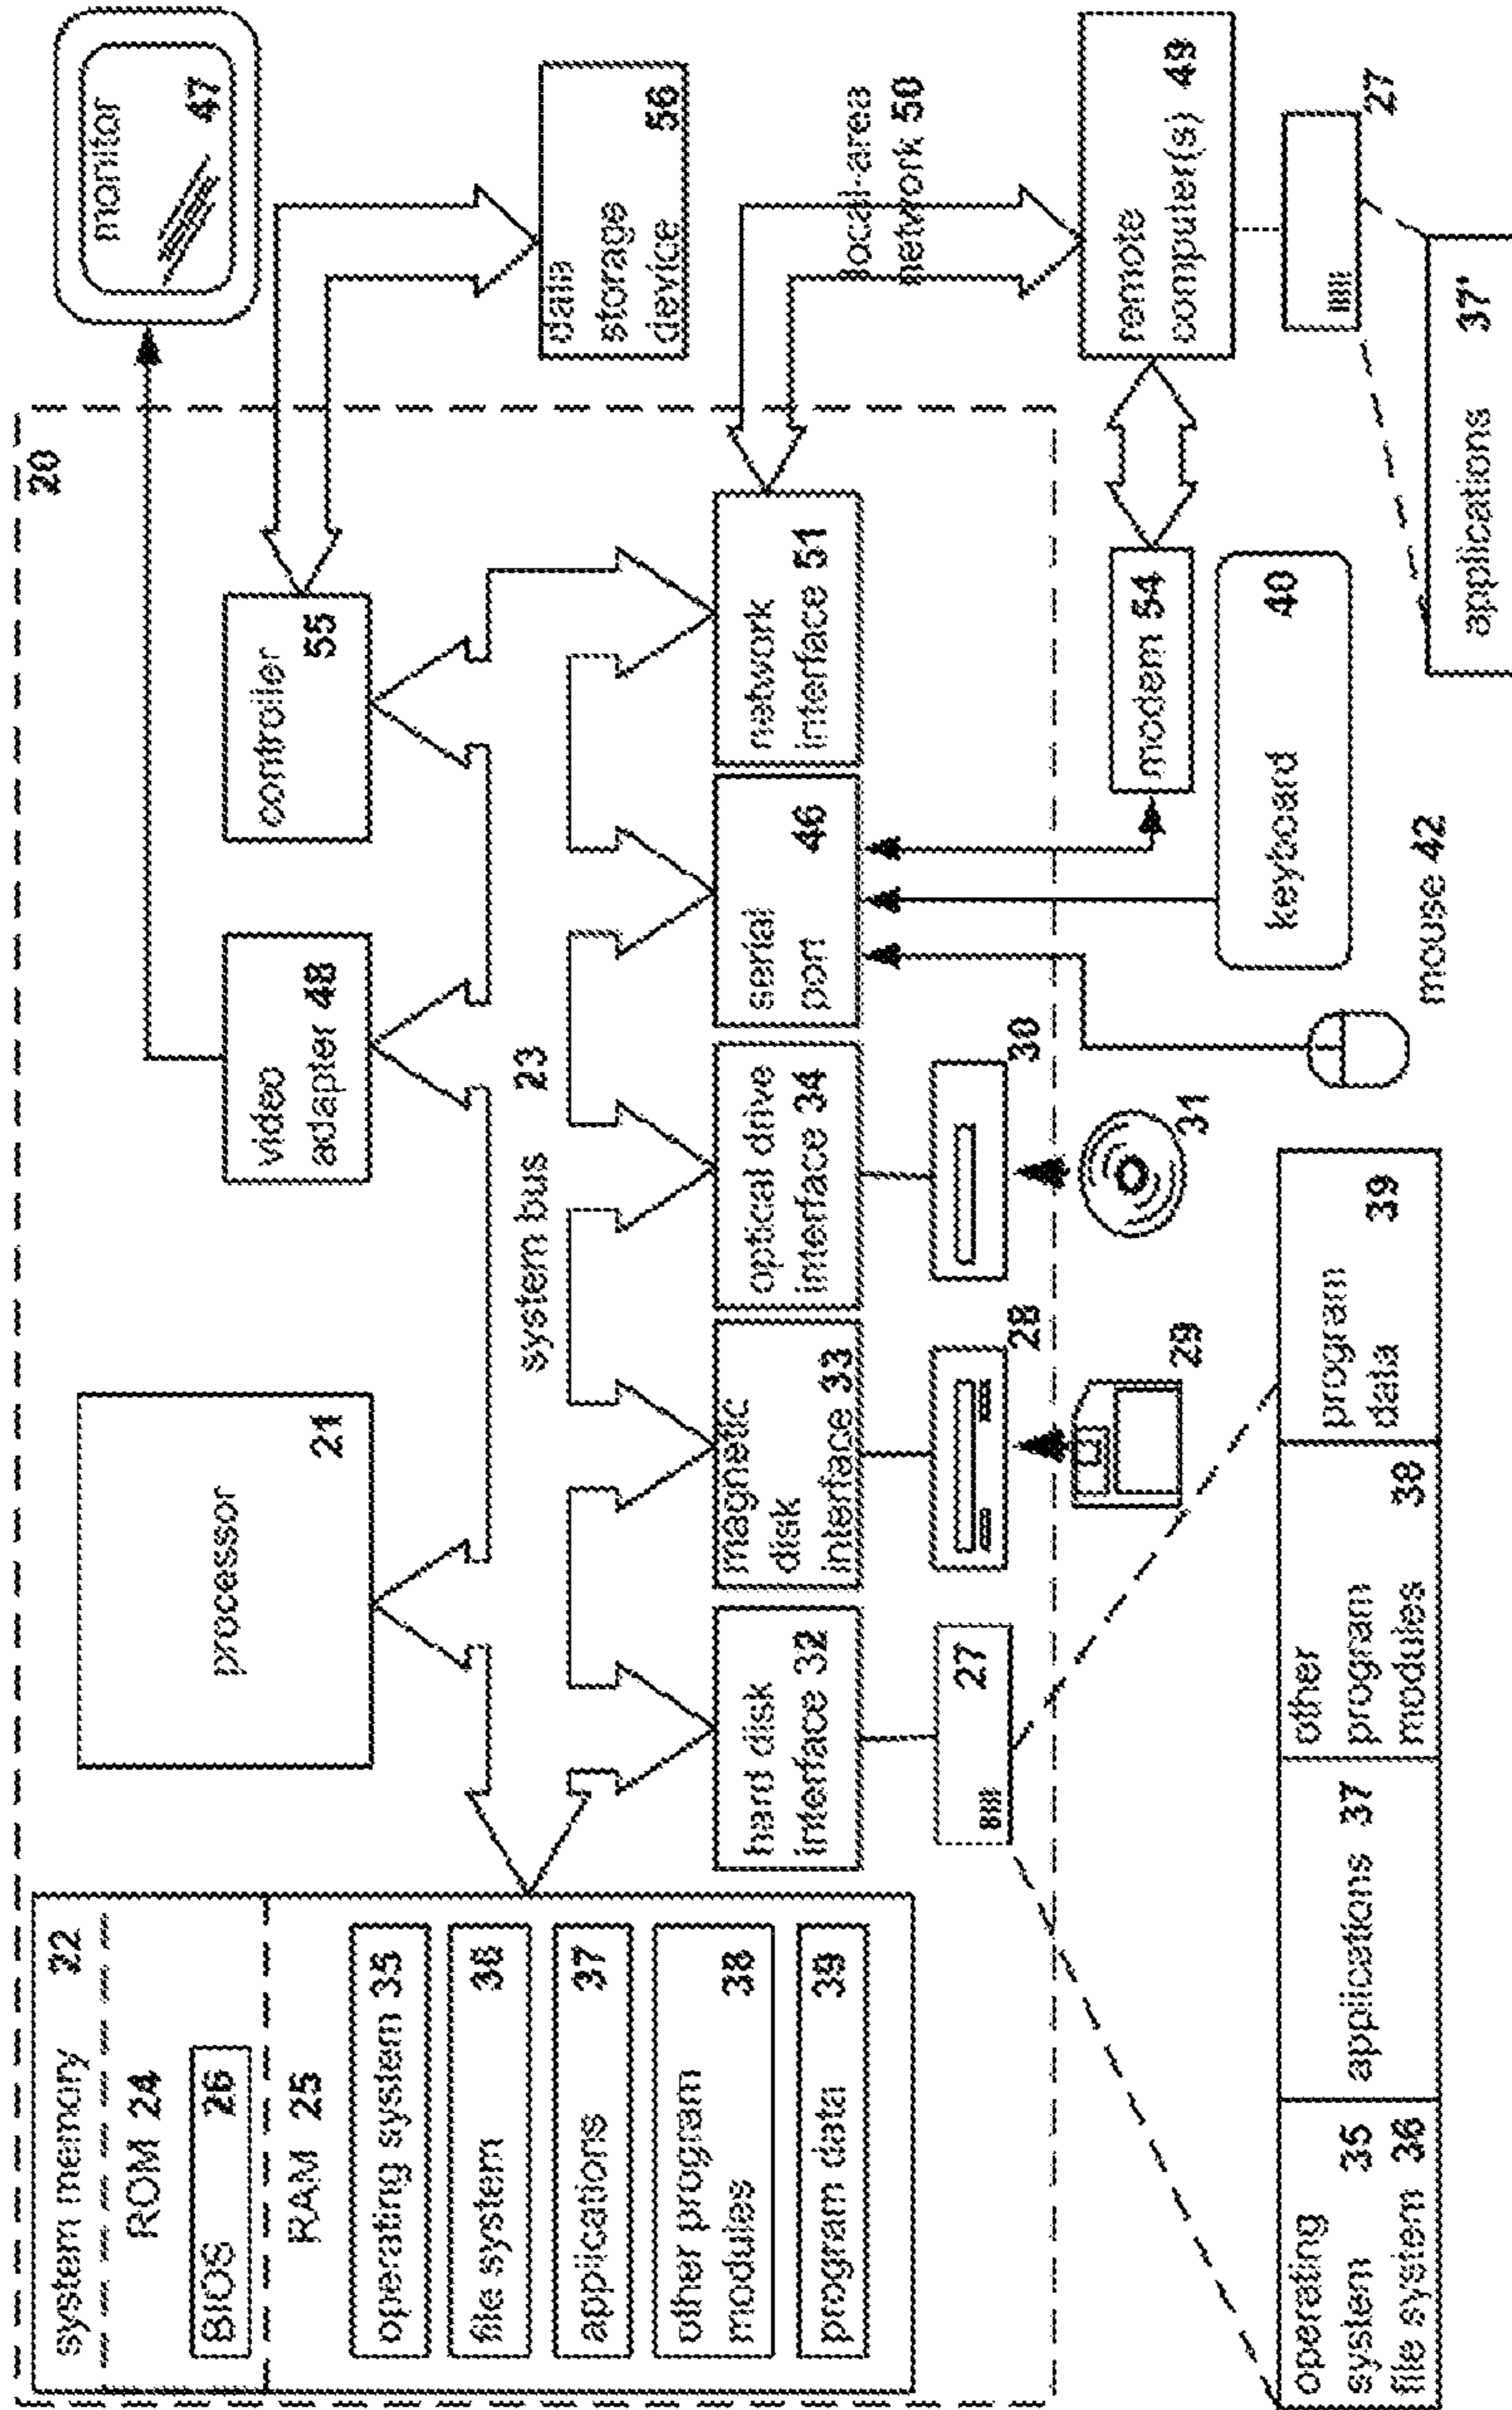 system memory 22
ROM 24
BIOS 26
RAM 25
operating system 35
file system 36
applications 37
other program
modules 38
program data 39
processor
21
20
video
adapter 48
controller
55
monitor
47
system bus 23
data
storage
device 56
hard disk
interface 32
magnetic
disk
interface 33
optical drive
interface 34
serial
port 46
network
interface 51
local-area
network 50
27
28
30
29
31
modem 54
remote
computer(s) 49
keyboard 40
mouse 42
27
operating
system 35
file system 36
applications 37
other
program
modules 38
program
data 39
applications 37'